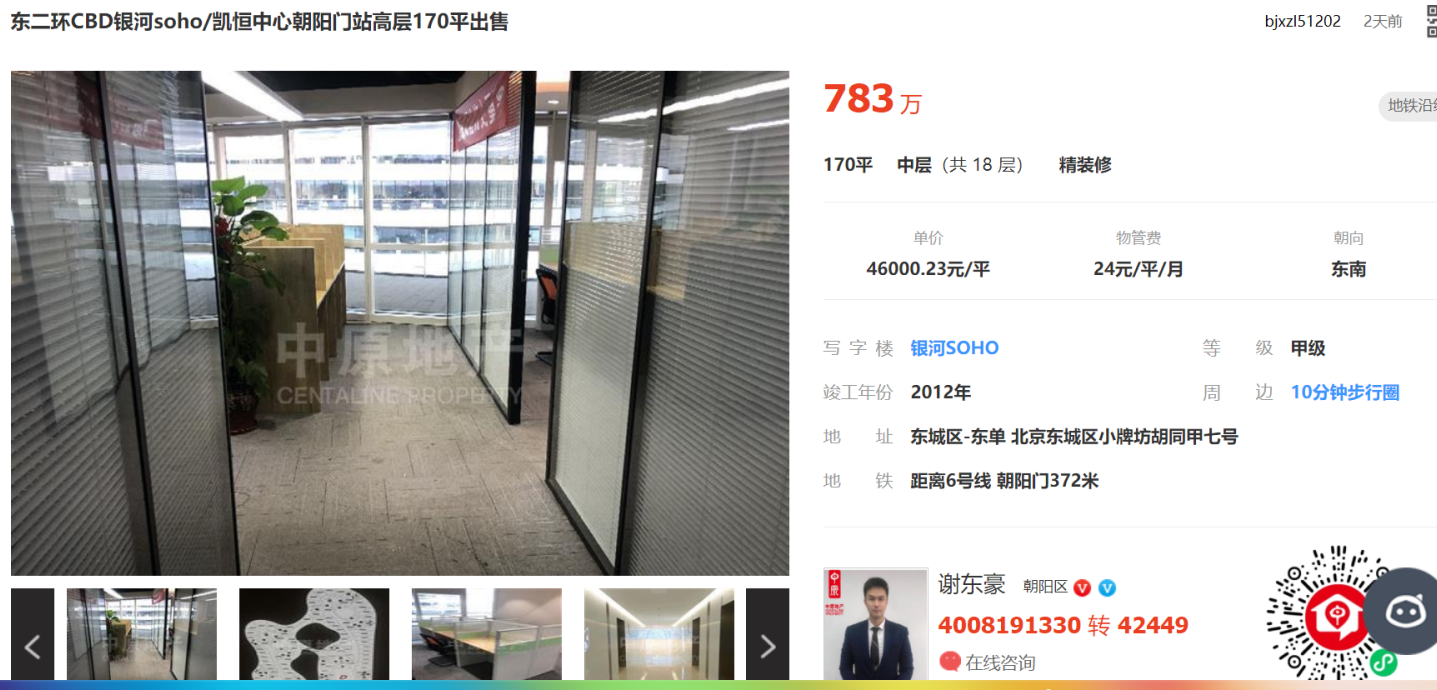 东二环CBD银河soho/凯恒中心朝阳门站高层170平出售
bjxzl51202 2天前
783万
地铁沿
170平 中层（共 18 层） 精装修
单价 物管费 朝向
46000.23元/平 24元/平/月 东南
写字楼 银河SOHO 等级 甲级
竣工年份 2012年 周边 10分钟步行圈
地址 东城区-东单 北京东城区小牌坊胡同甲七号
地铁 距离6号线 朝阳门372米
中原地产
CENTALINE PROPERTY
谢东豪 朝阳区
4008191330 转 42449
在线咨询